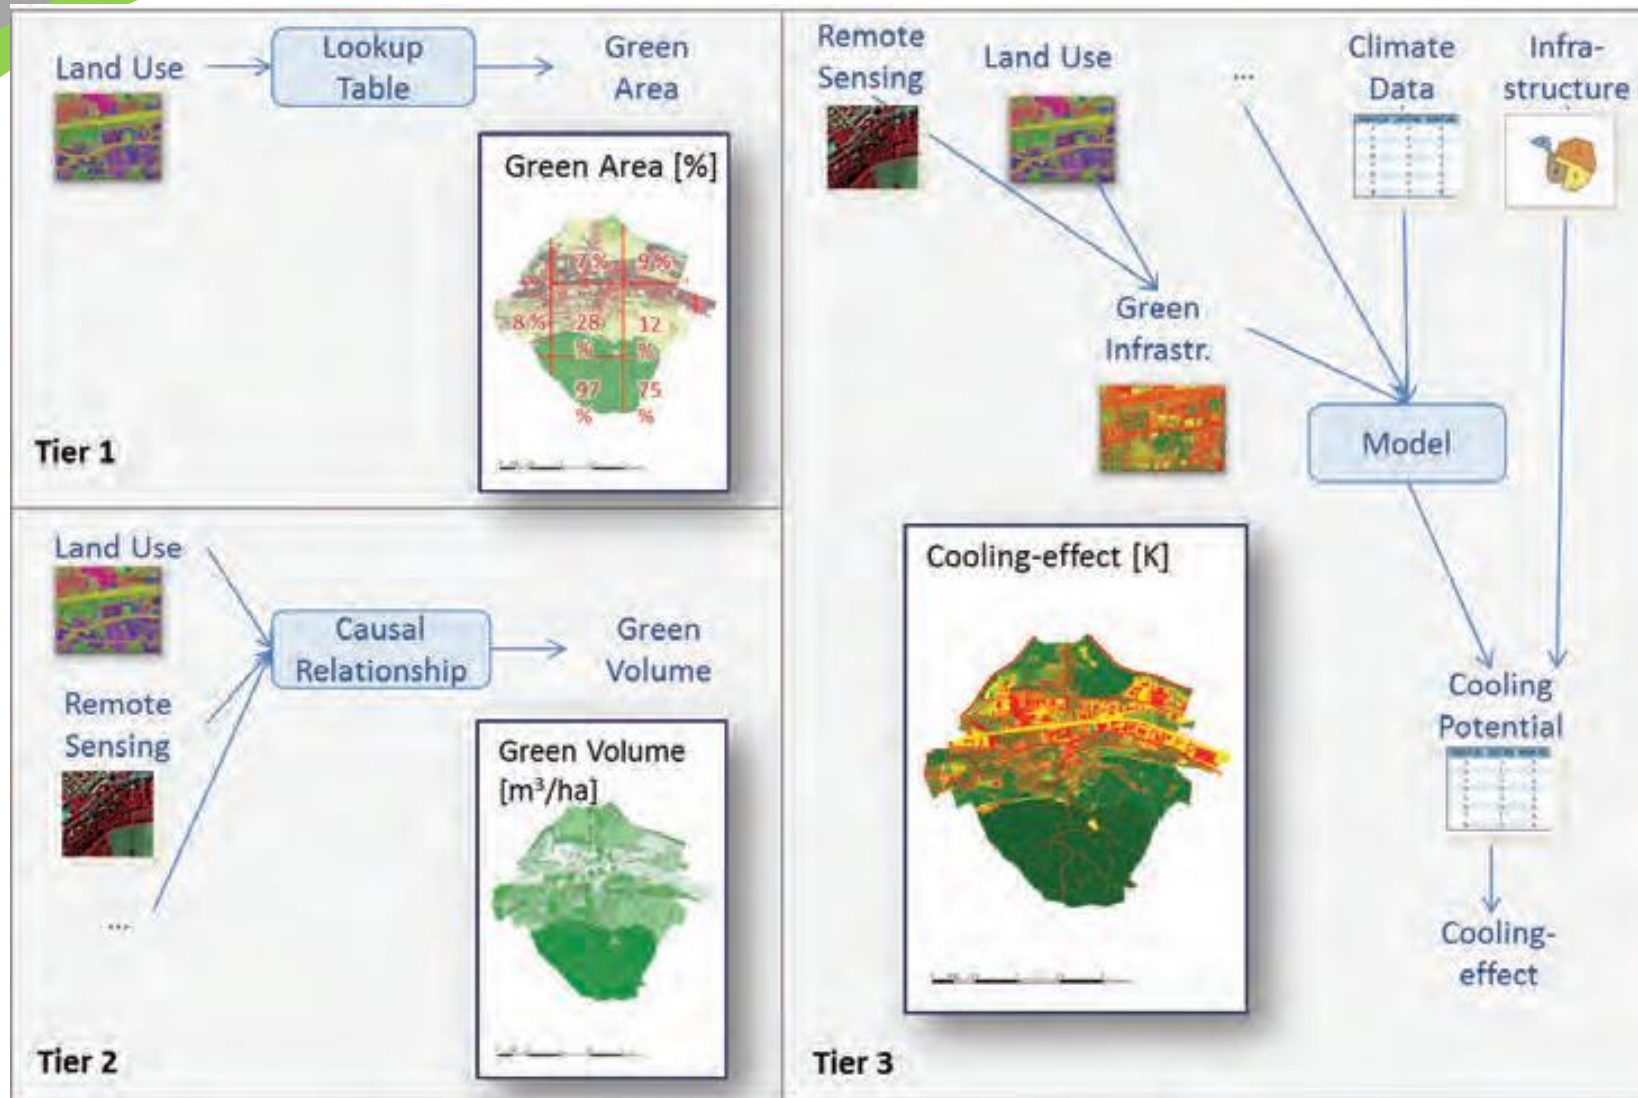 Land Use
Lookup
Table
Green
Area
Green Area [%]
7 %
9 %
8 %
28
%
12
%
97
%
75
%
Tier 1
Land Use
Remote
Sensing
...
Causal
Relationship
Green
Volume
Green Volume
[m³/ha]
Tier 2
Remote
Sensing
Land Use
...
Climate
Data
Infra-
structure
Green
Infrastr.
Model
Cooling-effect [K]
Cooling
Potential
Cooling-
effect
Tier 3